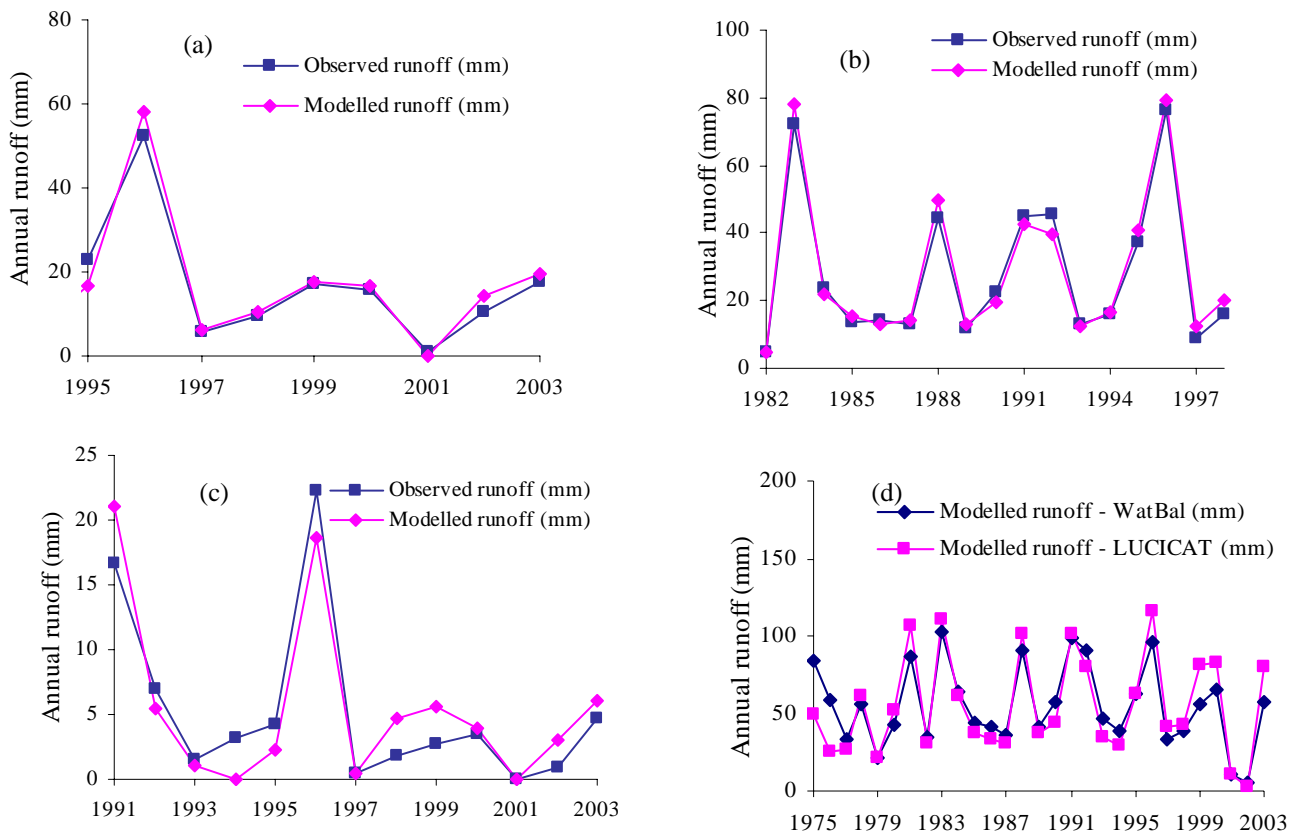 (a)
Observed runoff (mm)
Modelled runoff (mm)
Annual runoff (mm)
80
60
40
20
0
1995 1997 1999 2001 2003
(b)
Observed runoff (mm)
Modelled runoff (mm)
Annual runoff (mm)
100
80
60
40
20
0
1982 1985 1988 1991 1994 1997
(c)
Observed runoff (mm)
Modelled runoff (mm)
Annual runoff (mm)
25
20
15
10
5
0
1991 1993 1995 1997 1999 2001 2003
(d)
Modelled runoff - WatBal (mm)
Modelled runoff - LUCICAT (mm)
Annual runoff (mm)
200
150
100
50
0
1975 1979 1983 1987 1991 1995 1999 2003